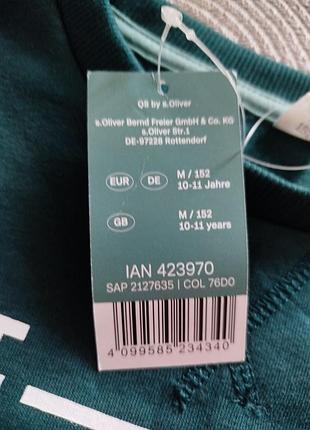 QS by s.Oliver
s.Oliver Bernd Freier GmbH & Co. KG
s.Oliver Str.1
DE-97228 Rottendorf
EUR DE M / 152
10-11 Jahre
GB M / 152
10-11 years
IAN 423970
SAP 2127635 | COL 76D0
4 099585 234340